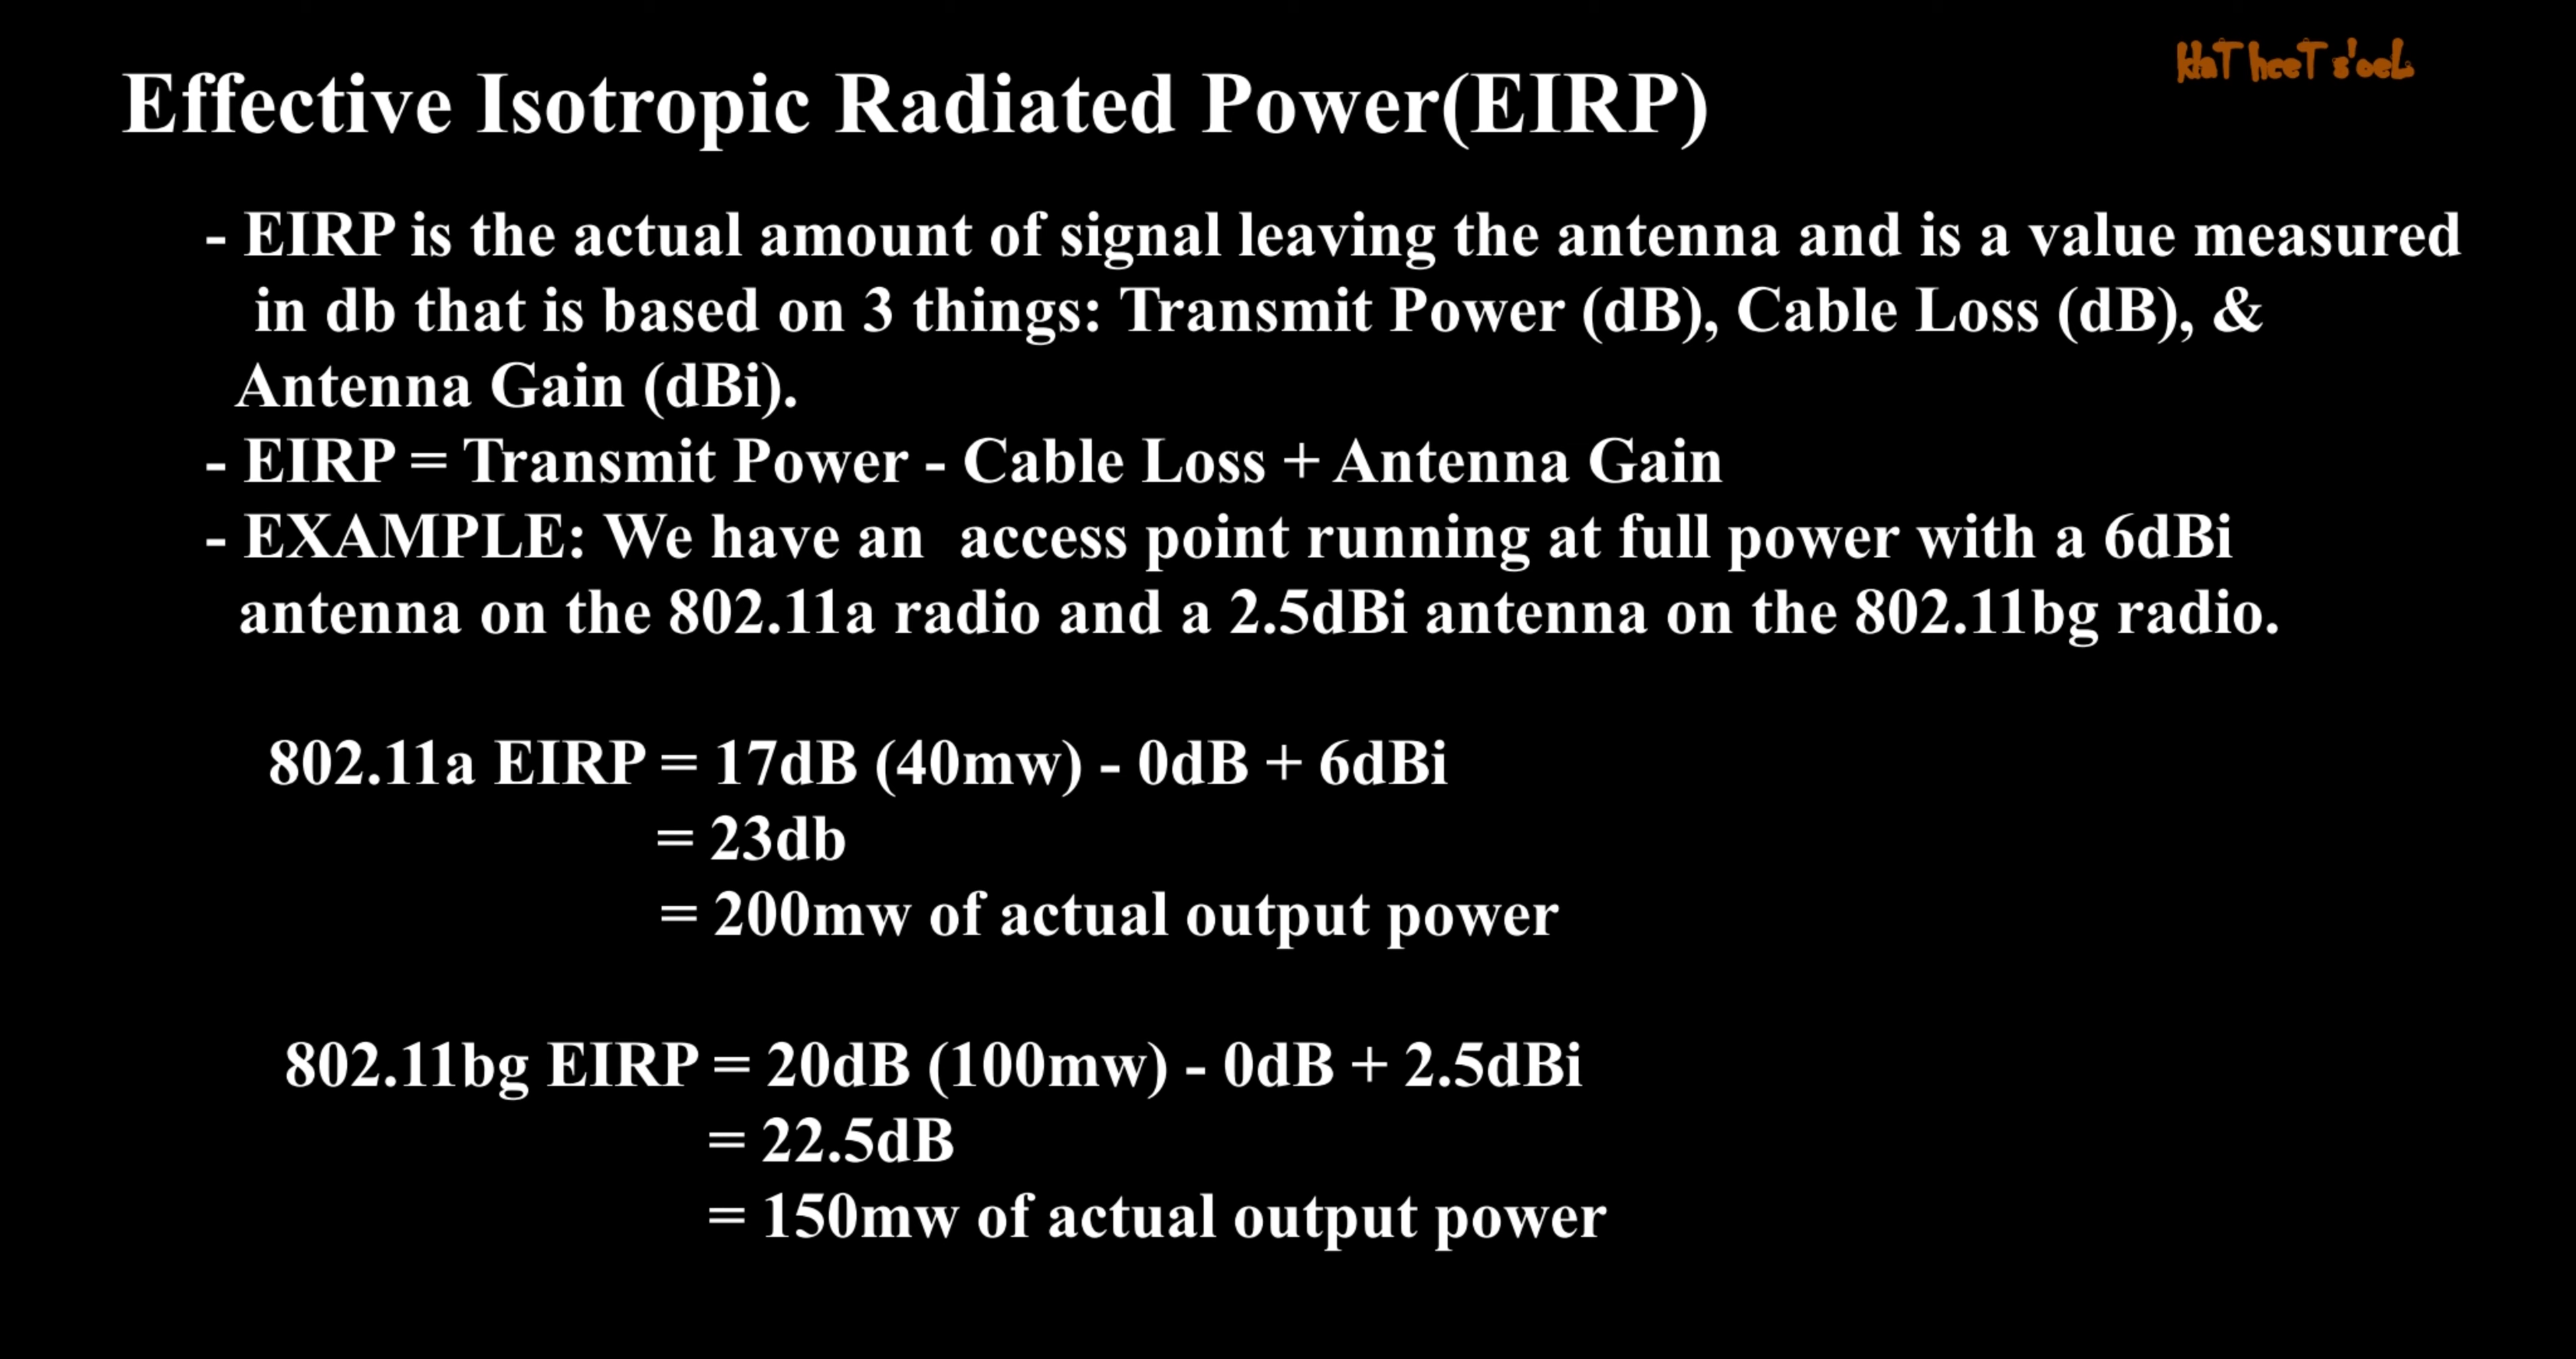 klaT hceT s'oeL
Effective Isotropic Radiated Power(EIRP)
- EIRP is the actual amount of signal leaving the antenna and is a value measured
in db that is based on 3 things: Transmit Power (dB), Cable Loss (dB), &
Antenna Gain (dBi).
- EIRP = Transmit Power - Cable Loss + Antenna Gain
- EXAMPLE: We have an access point running at full power with a 6dBi
antenna on the 802.11a radio and a 2.5dBi antenna on the 802.11bg radio.
802.11a EIRP = 17dB (40mw) - 0dB + 6dBi
= 23db
= 200mw of actual output power
802.11bg EIRP = 20dB (100mw) - 0dB + 2.5dBi
= 22.5dB
= 150mw of actual output power